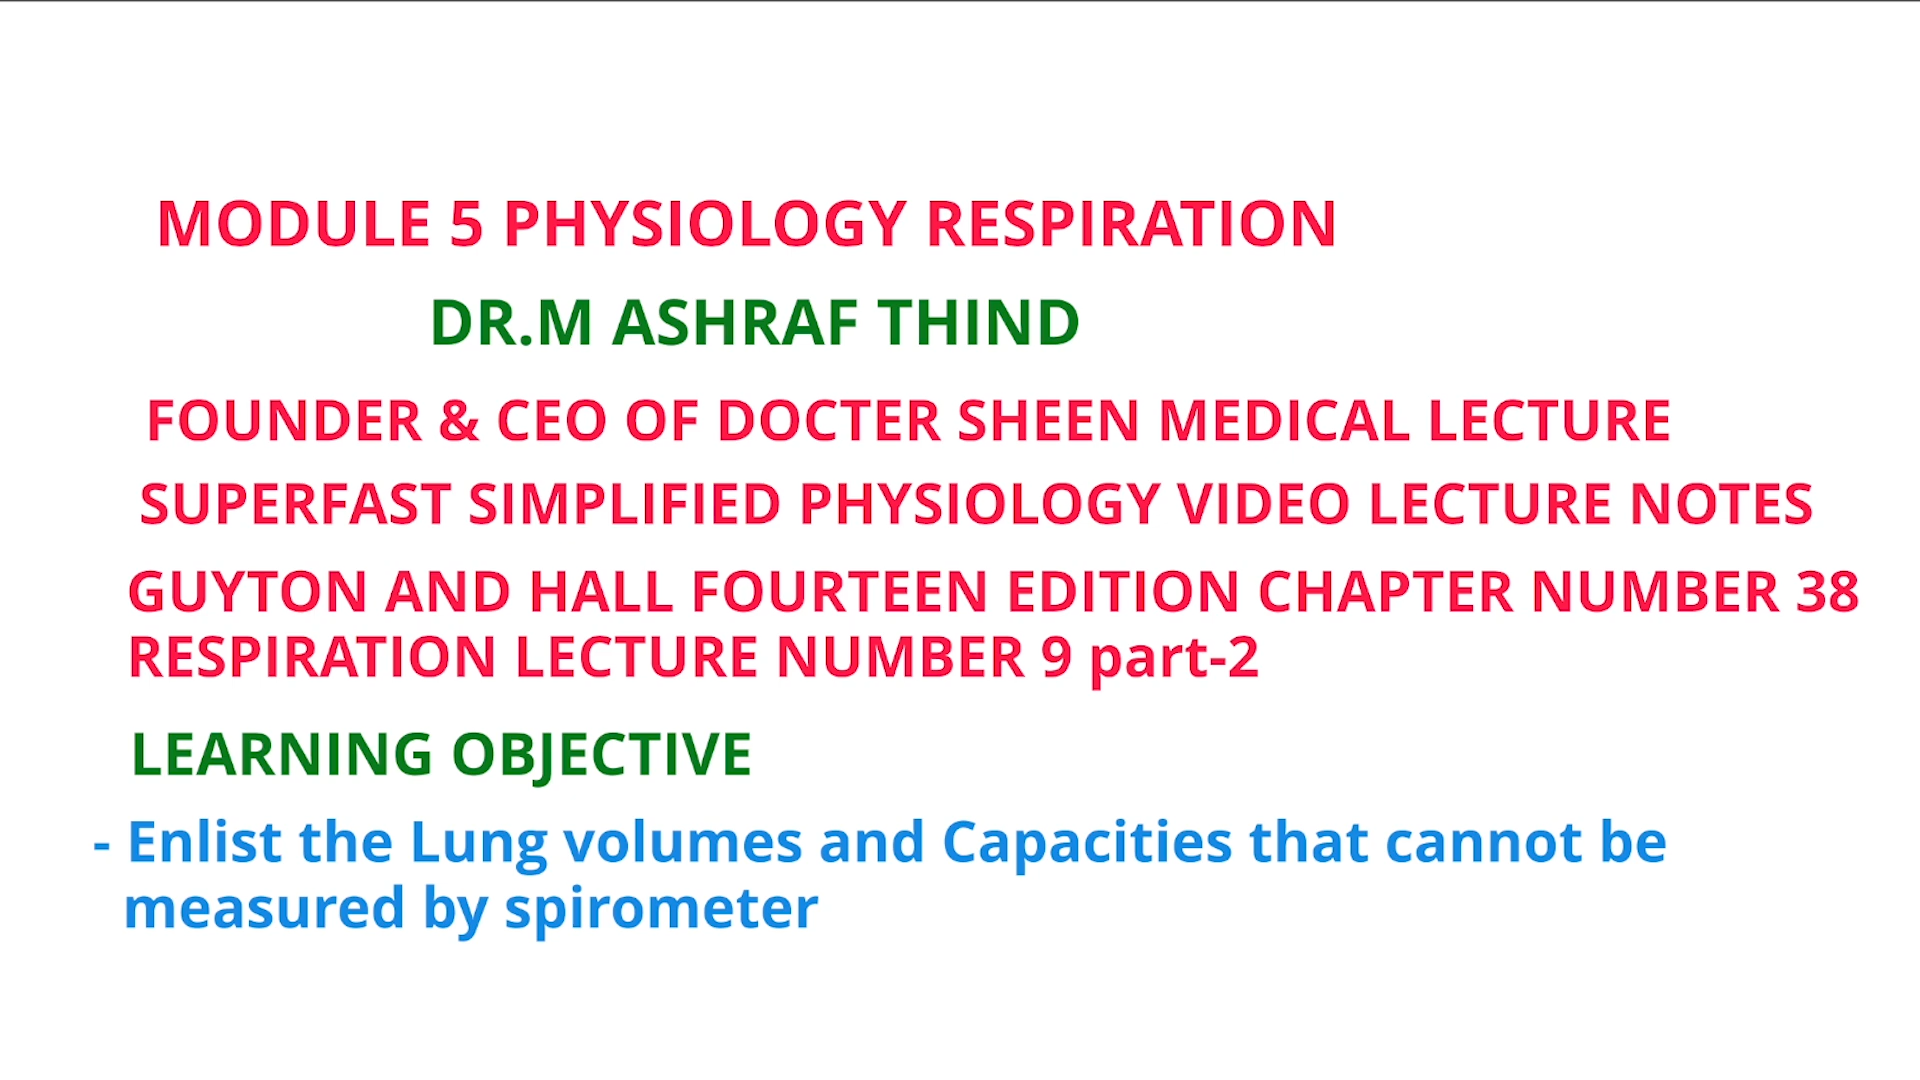 MODULE 5 PHYSIOLOGY RESPIRATION
DR.M ASHRAF THIND
FOUNDER & CEO OF DOCTER SHEEN MEDICAL LECTURE
SUPERFAST SIMPLIFIED PHYSIOLOGY VIDEO LECTURE NOTES
GUYTON AND HALL FOURTEEN EDITION CHAPTER NUMBER 38
RESPIRATION LECTURE NUMBER 9 part-2
LEARNING OBJECTIVE
- Enlist the Lung volumes and Capacities that cannot be
measured by spirometer